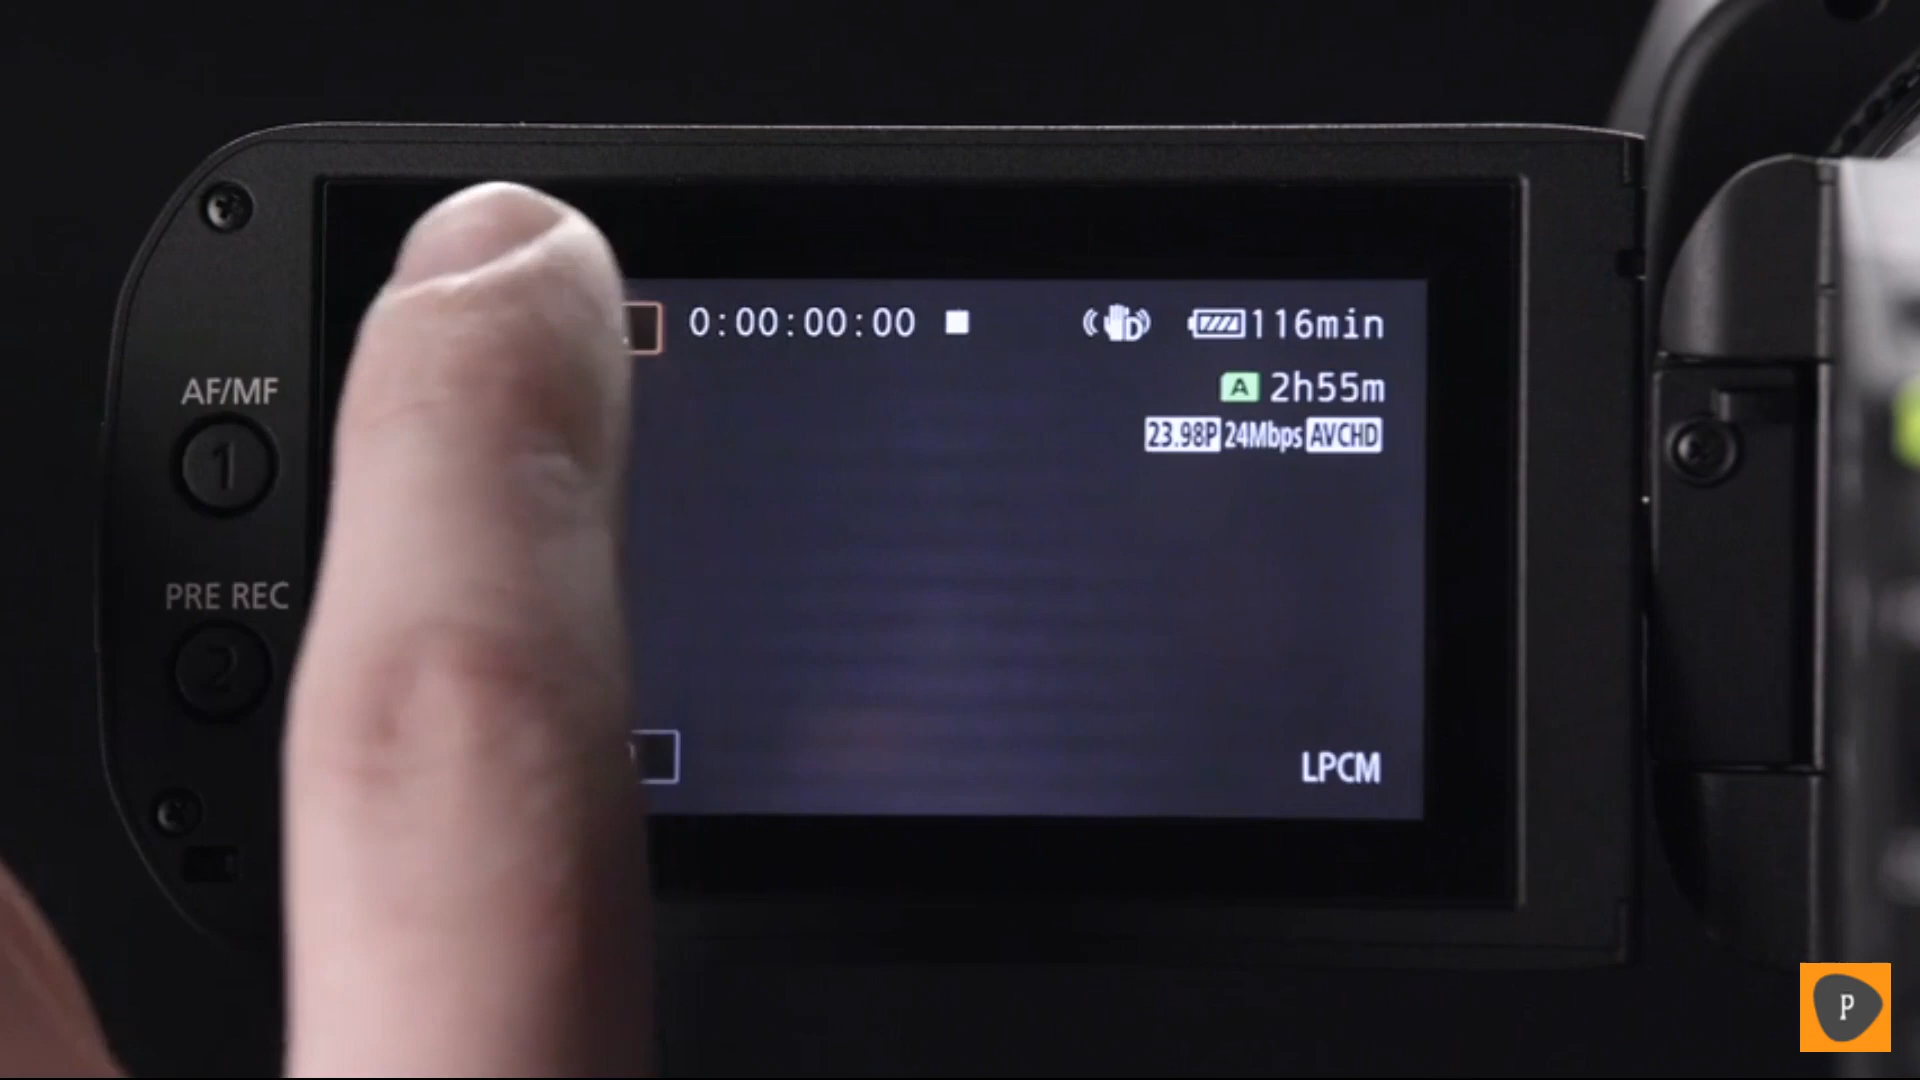 0:00:00:00 116min
A 2h55m
23.98P 24Mbps AVCHD
AF/MF
1
PRE REC
2
LPCM
P